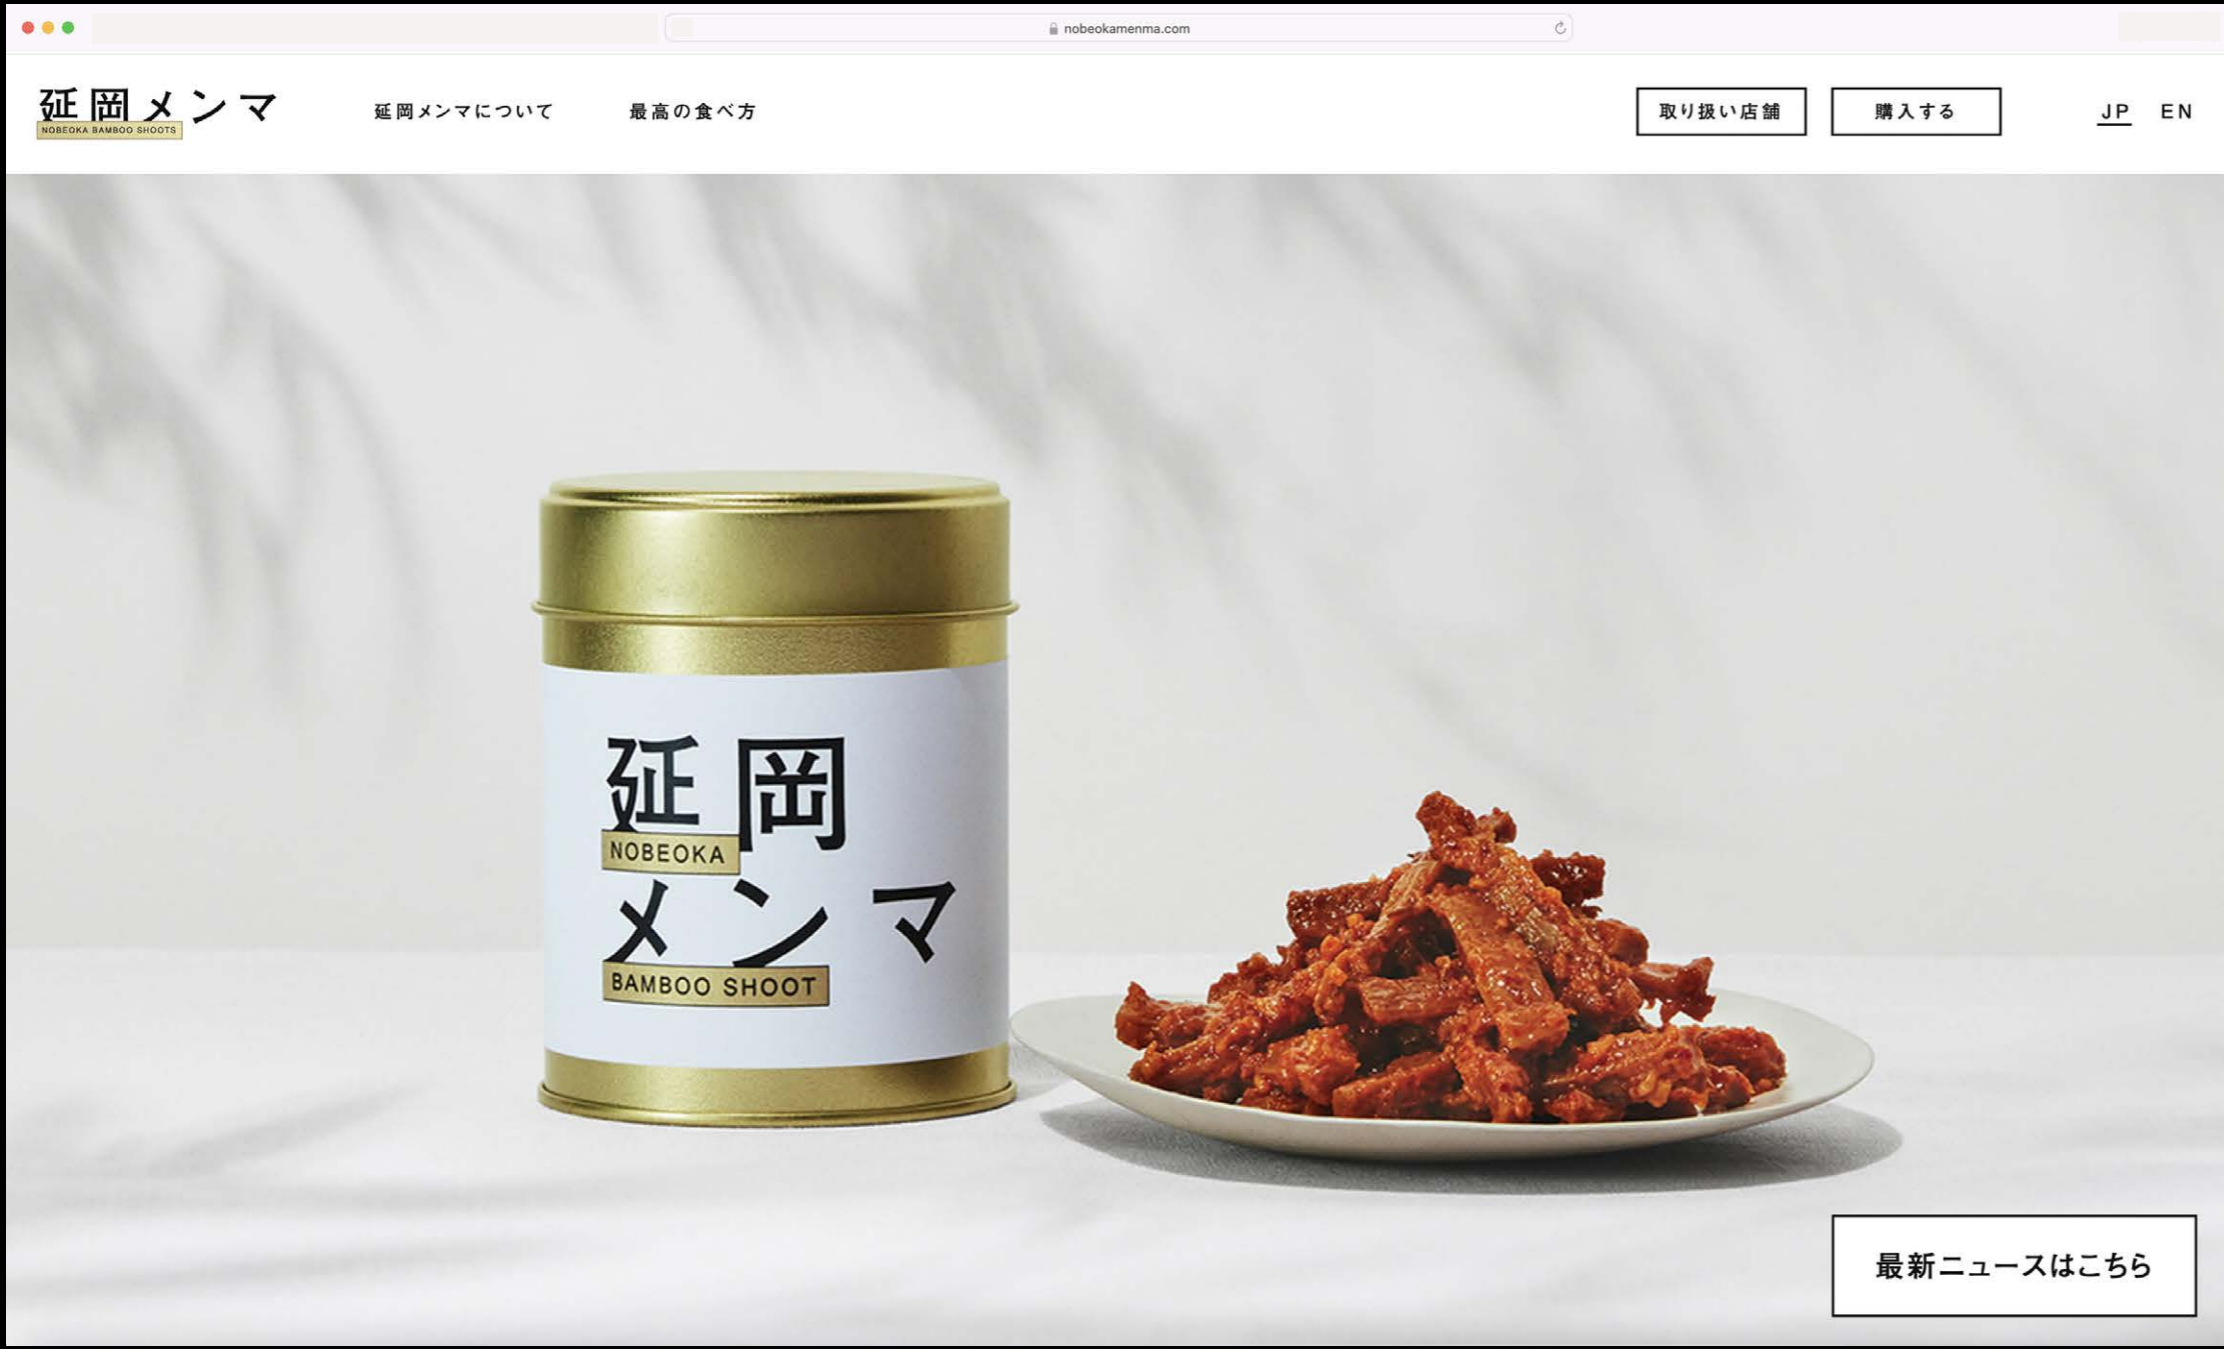 nobeokamenma.com
延岡メンマ
NOBEOKA BAMBOO SHOOTS
延岡メンマについて
最高の食べ方
取り扱い店舗
購入する
JP
EN
延岡
NOBEOKA
メンマ
BAMBOO SHOOT
最新ニュースはこちら